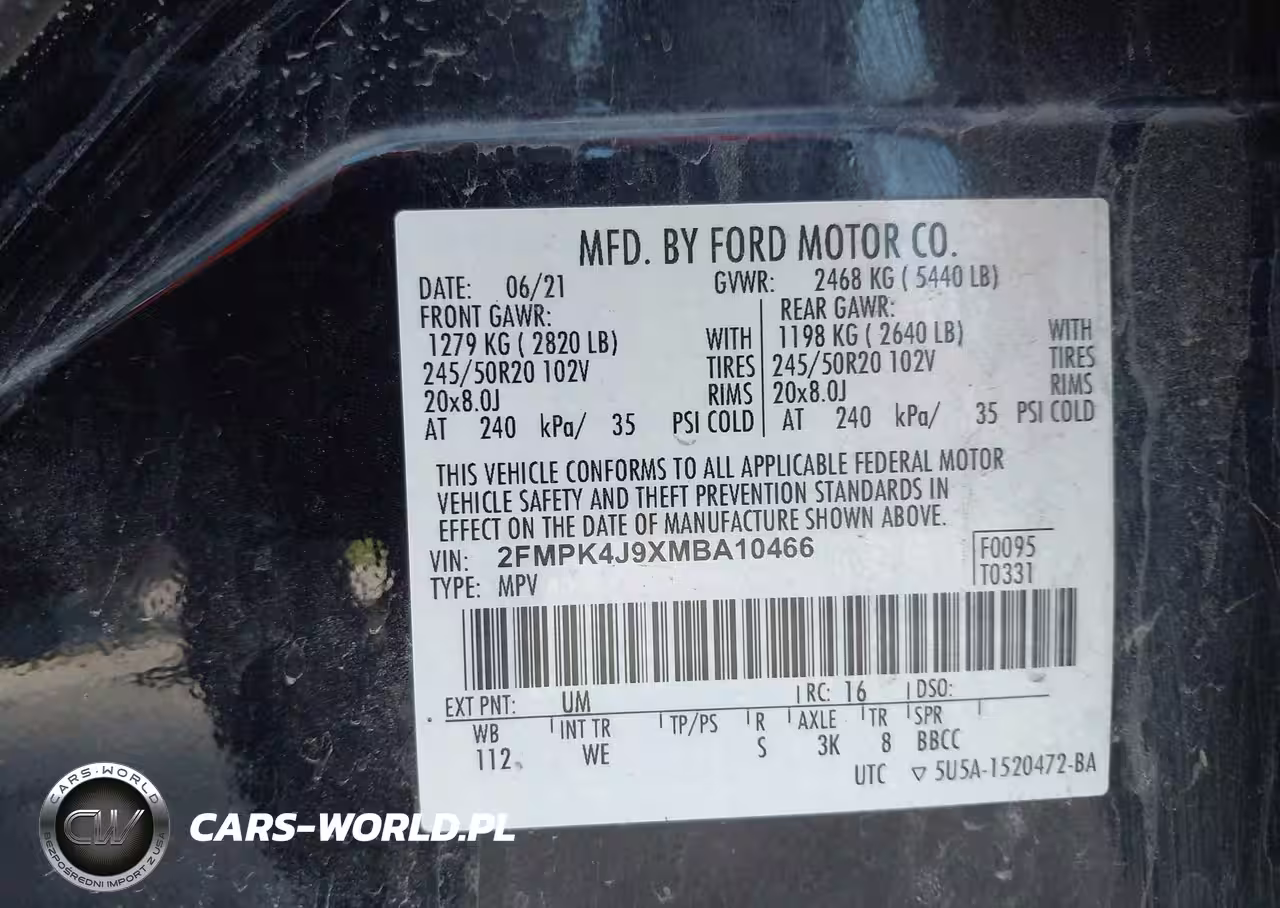 MFD. BY FORD MOTOR CO.
DATE: 06/21 GVWR: 2468 KG ( 5440 LB)
FRONT GAWR: REAR GAWR:
1279 KG ( 2820 LB) WITH 1198 KG ( 2640 LB) WITH
245/50R20 102V TIRES 245/50R20 102V TIRES
20x8.0J RIMS 20x8.0J RIMS
AT 240 kPa/ 35 PSI COLD AT 240 kPa/ 35 PSI COLD
THIS VEHICLE CONFORMS TO ALL APPLICABLE FEDERAL MOTOR
VEHICLE SAFETY AND THEFT PREVENTION STANDARDS IN
EFFECT ON THE DATE OF MANUFACTURE SHOWN ABOVE.
VIN: 2FMPK4J9XMBA10466 F0095
TYPE: MPV T0331
EXT PNT: UM RC: 16 DSO:
WB INT TR TP/PS R AXLE TR SPR
112 WE S 3K 8 BBCC
UTC ▽ 5U5A-1520472-BA
CARS-WORLD
CW
BEZPOŚREDNI IMPORT Z USA
CARS-WORLD.PL